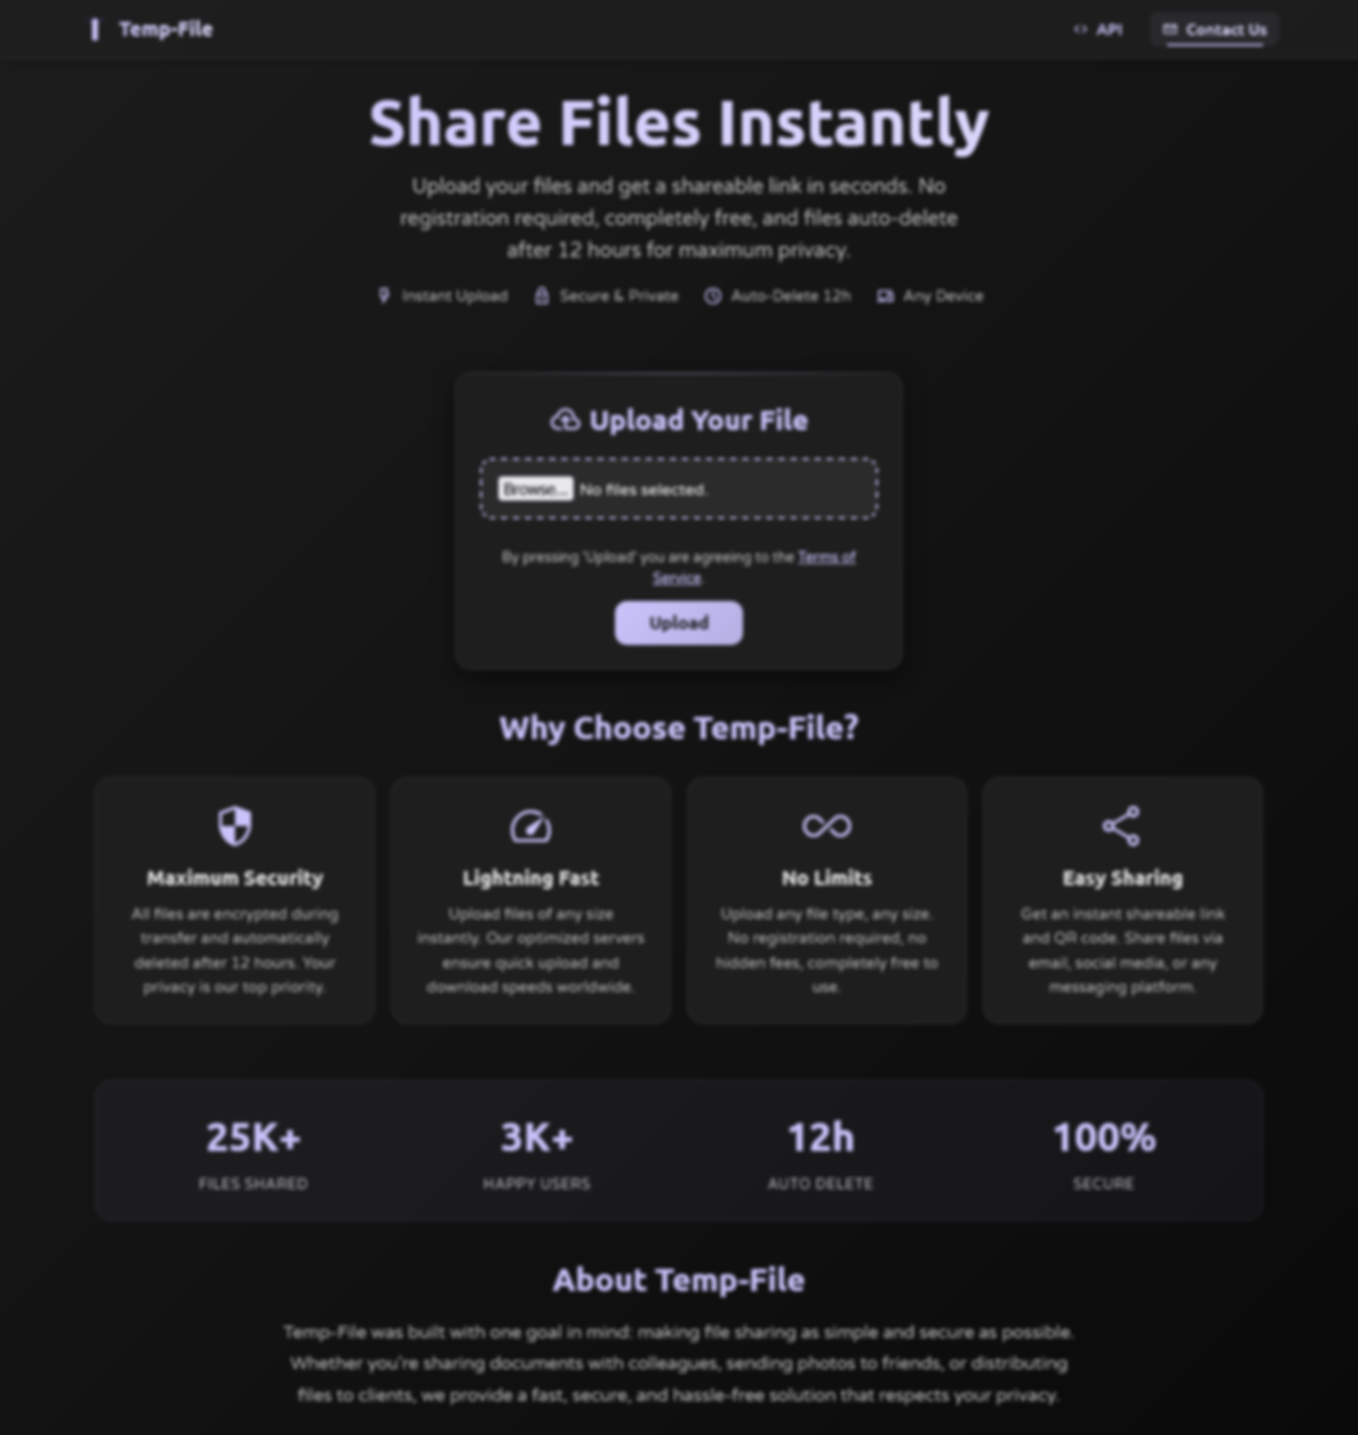 Temp-File
API
Contact Us
Share Files Instantly
Upload your files and get a shareable link in seconds. No
registration required, completely free, and files auto-delete
after 12 hours for maximum privacy.
Instant Upload
Secure & Private
Auto-Delete 12h
Any Device
Upload Your File
Browse... No files selected.
By pressing 'Upload' you are agreeing to the Terms of
Service.
Upload
Why Choose Temp-File?
Maximum Security
All files are encrypted during
transfer and automatically
deleted after 12 hours. Your
privacy is our top priority.
Lightning Fast
Upload files of any size
instantly. Our optimized servers
ensure quick upload and
download speeds worldwide.
No Limits
Upload any file type, any size.
No registration required, no
hidden fees, completely free to
use.
Easy Sharing
Get an instant shareable link
and QR code. Share files via
email, social media, or any
messaging platform.
25K+
FILES SHARED
3K+
HAPPY USERS
12h
AUTO DELETE
100%
SECURE
About Temp-File
Temp-File was built with one goal in mind: making file sharing as simple and secure as possible.
Whether you're sharing documents with colleagues, sending photos to friends, or distributing
files to clients, we provide a fast, secure, and hassle-free solution that respects your privacy.